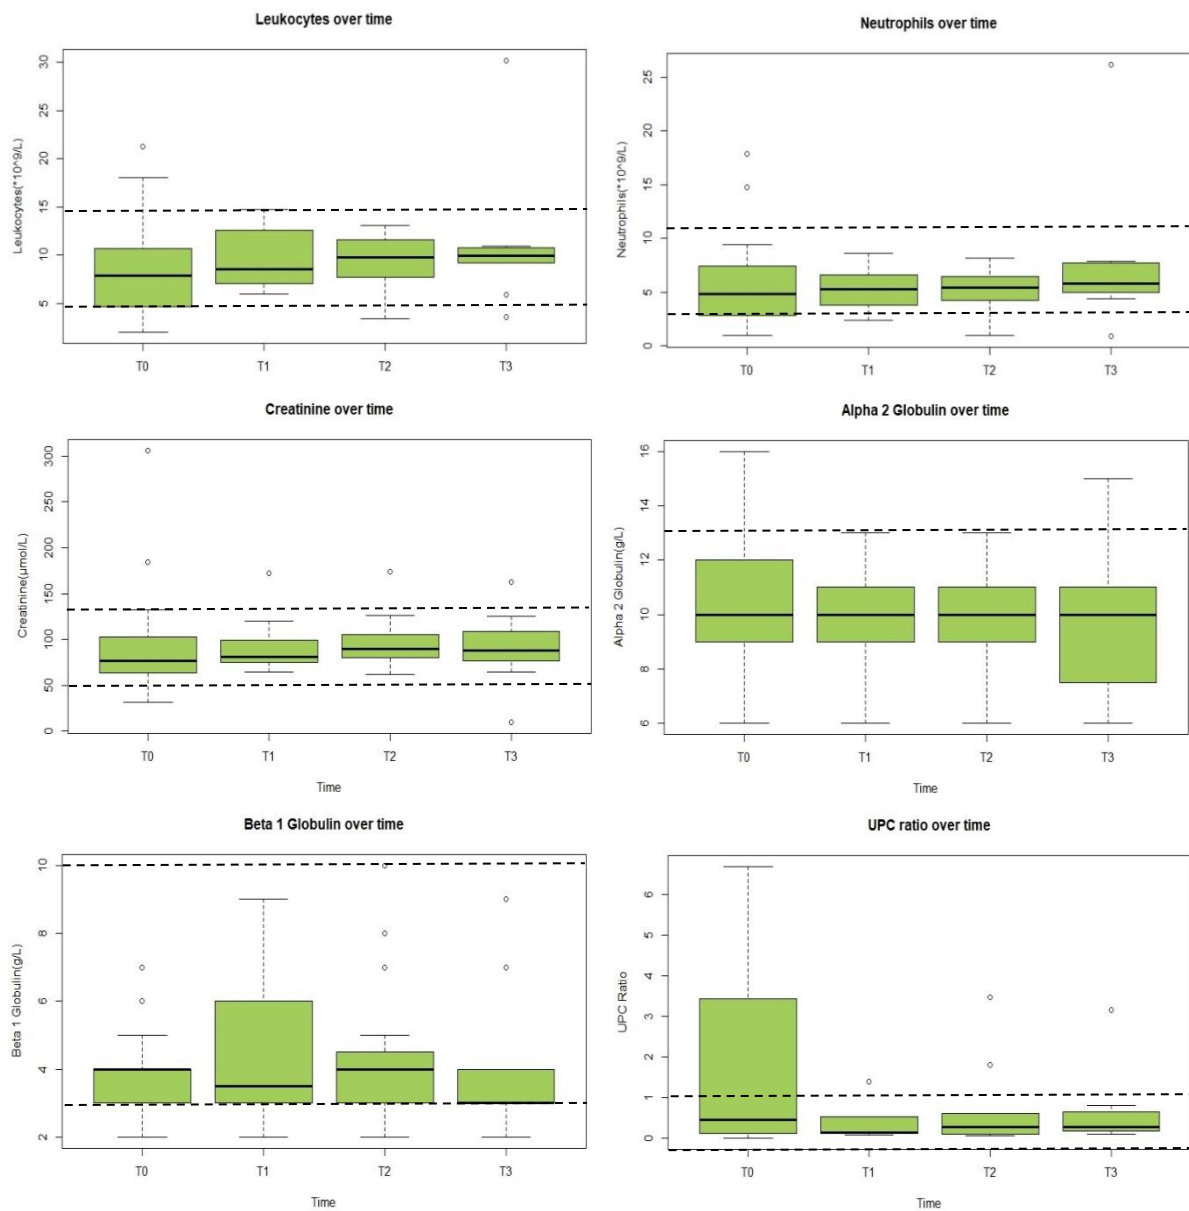 Leukocytes over time
Leukocytes(*10^9/L)
30
25
20
15
10
5
T0 T1 T2 T3
Neutrophils over time
Neutrophils(*10^9/L)
25
20
15
10
5
0
T0 T1 T2 T3
Creatinine over time
Creatinine(µmol/L)
300
250
200
150
100
50
0
T0 T1 T2 T3
Time
Alpha 2 Globulin over time
Alpha 2 Globulin(g/L)
16
14
12
10
8
6
T0 T1 T2 T3
Time
Beta 1 Globulin over time
Beta 1 Globulin(g/L)
10
8
6
4
2
T0 T1 T2 T3
Time
UPC ratio over time
UPC Ratio
6
5
4
3
2
1
0
T0 T1 T2 T3
Time